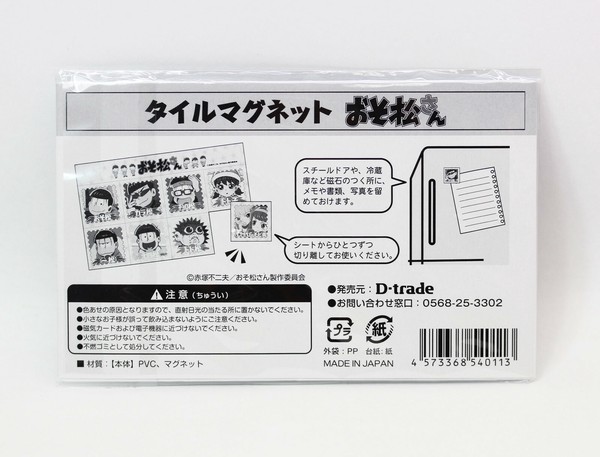 タイルマグネット おそ松さん
おそ松さん
スチールドアや、冷蔵
庫など磁石のつく所に、
メモや書類、写真を留
めておけます。
シートからひとつずつ
切り離してお使いください。
©赤塚不二夫/おそ松さん製作委員会
注意(ちゅうい)
●色あせの原因となりますので、直射日光の当たる所に置かないでください。
●小さなお子様が誤って飲み込まないようにご注意ください。
●磁気カードおよび電子機器に近づけないでください。
●火気に近づけないでください。
●不燃ゴミとして処分してください。
■材質:【本体】PVC、マグネット
●発売元:D-trade
●お問い合わせ窓口:0568-25-3302
プラ 紙
外袋:PP 台紙:紙
MADE IN JAPAN
4 573368 540113